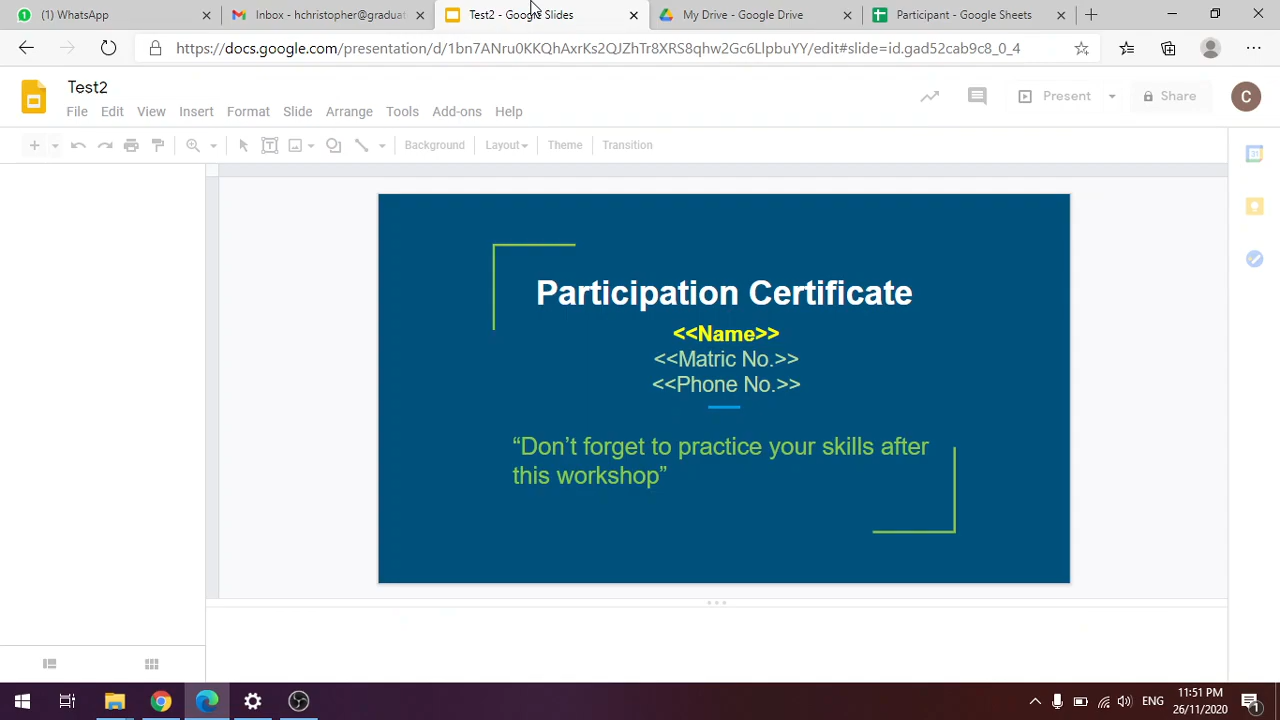 (1) WhatsApp
Inbox - hchristopher@gradua
Test2 - Google Slides
My Drive - Google Drive
Participant - Google Sheets
https://docs.google.com/presentation/d/1bn7ANru0KKQhAxrKs2QJZhTr8XRS8qhw2Gc6LlpbuYY/edit#slide=id.gad52cab9c8_0_4
Test2
File Edit View Insert Format Slide Arrange Tools Add-ons Help
Present
Share
C
Background Layout Theme Transition
31
Participation Certificate
<<Name>>
<<Matric No.>>
<<Phone No.>>
“Don’t forget to practice your skills after
this workshop”
ENG
11:51 PM
26/11/2020
1